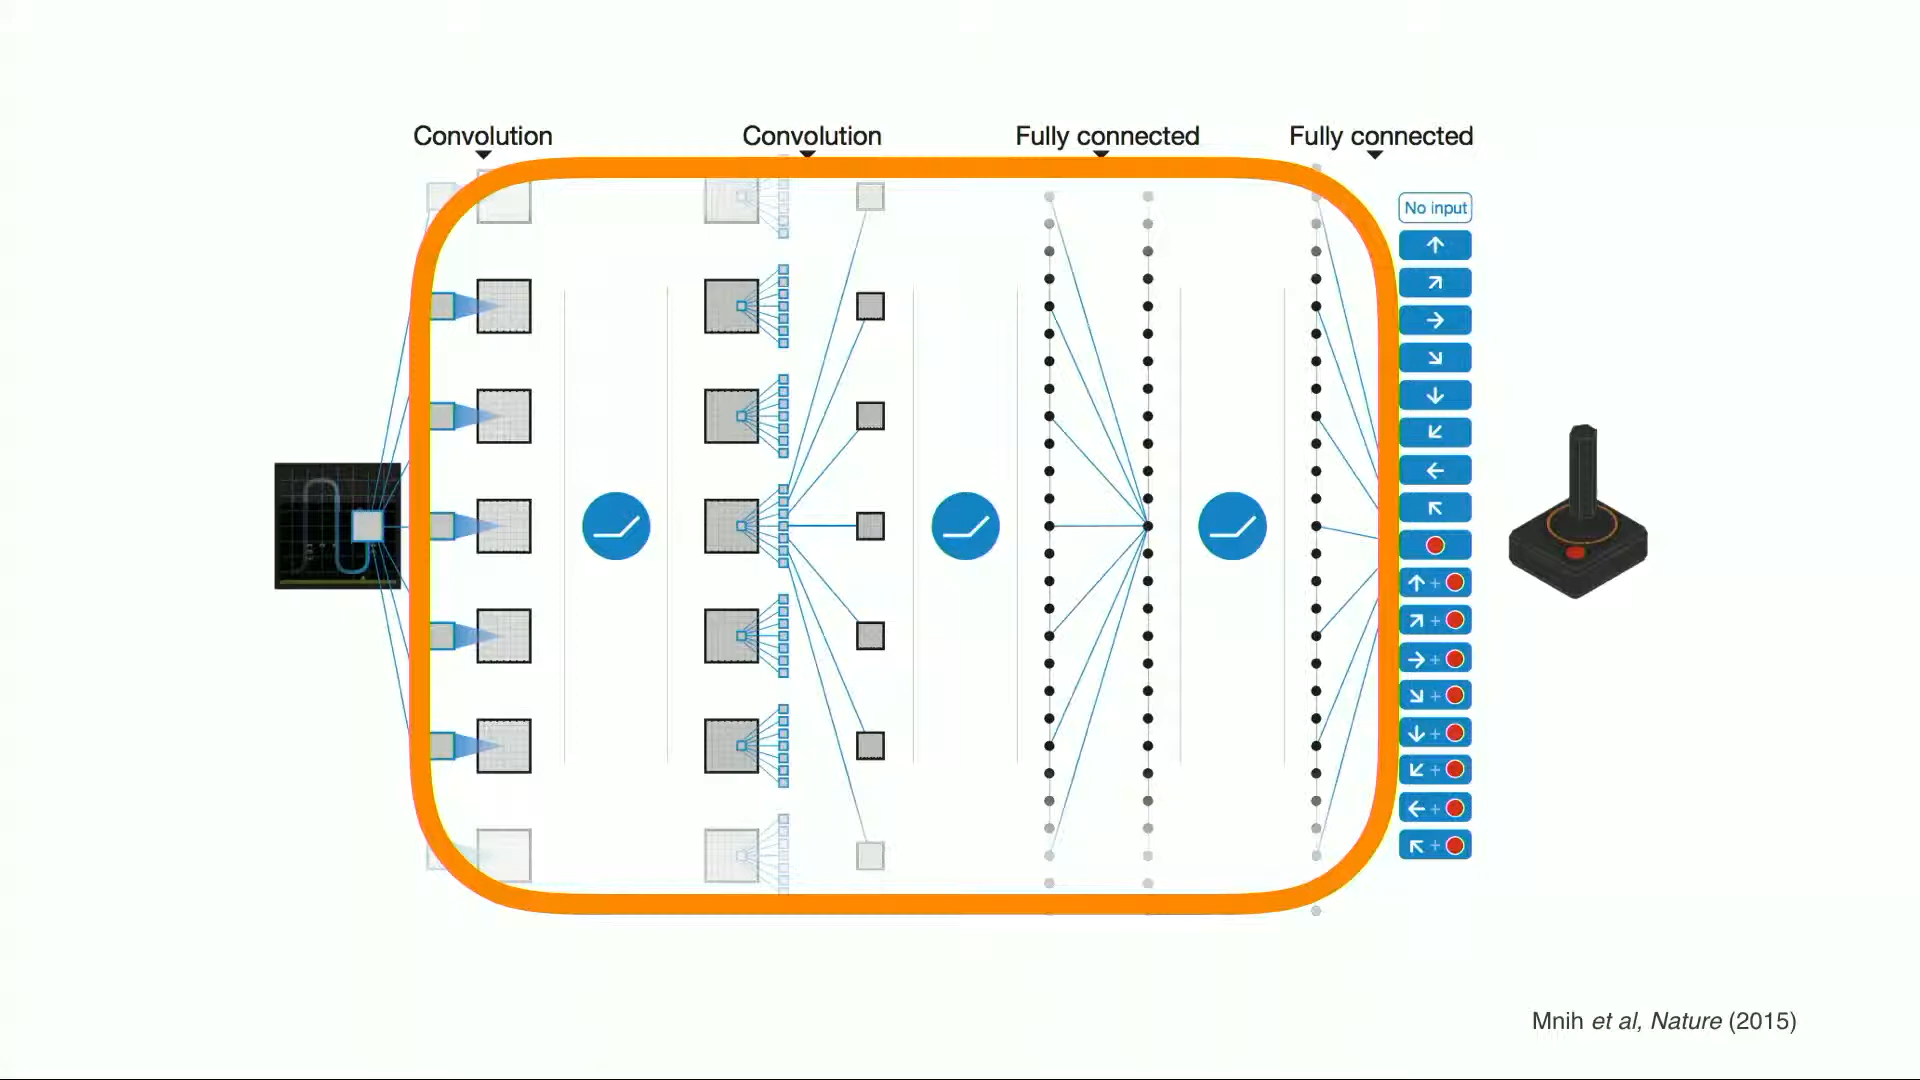 Convolution
Convolution
Fully connected
Fully connected
No input
Mnih et al, Nature (2015)